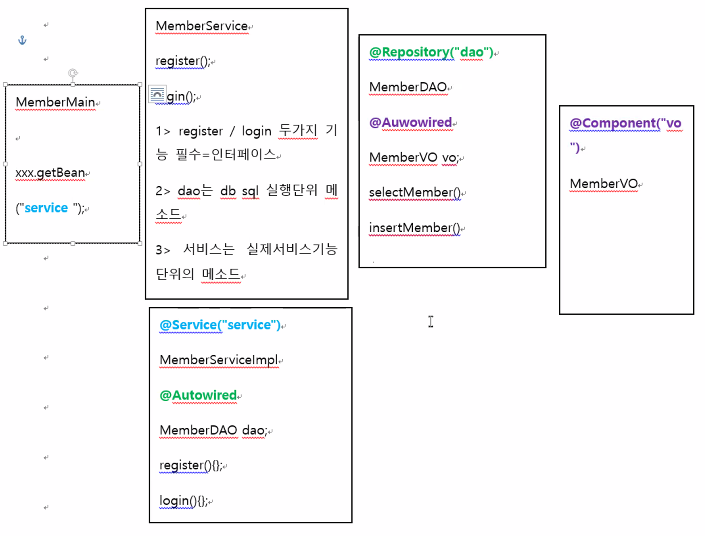 MemberMain
xxx.getBean
("service ");
MemberService
register();
gin();
1> register / login 두가지 기
능 필수=인터페이스
2> dao는 db sql 실행단위 메
소드
3> 서비스는 실제서비스기능
단위의 메소드
@Service("service")
MemberServiceImpl
@Autowired
MemberDAO dao;
register(){};
login(){};
@Repository("dao")
MemberDAO
@Auwowired
MemberVO vo;
selectMember()
insertMember()
.
@Component("vo
")
MemberVO